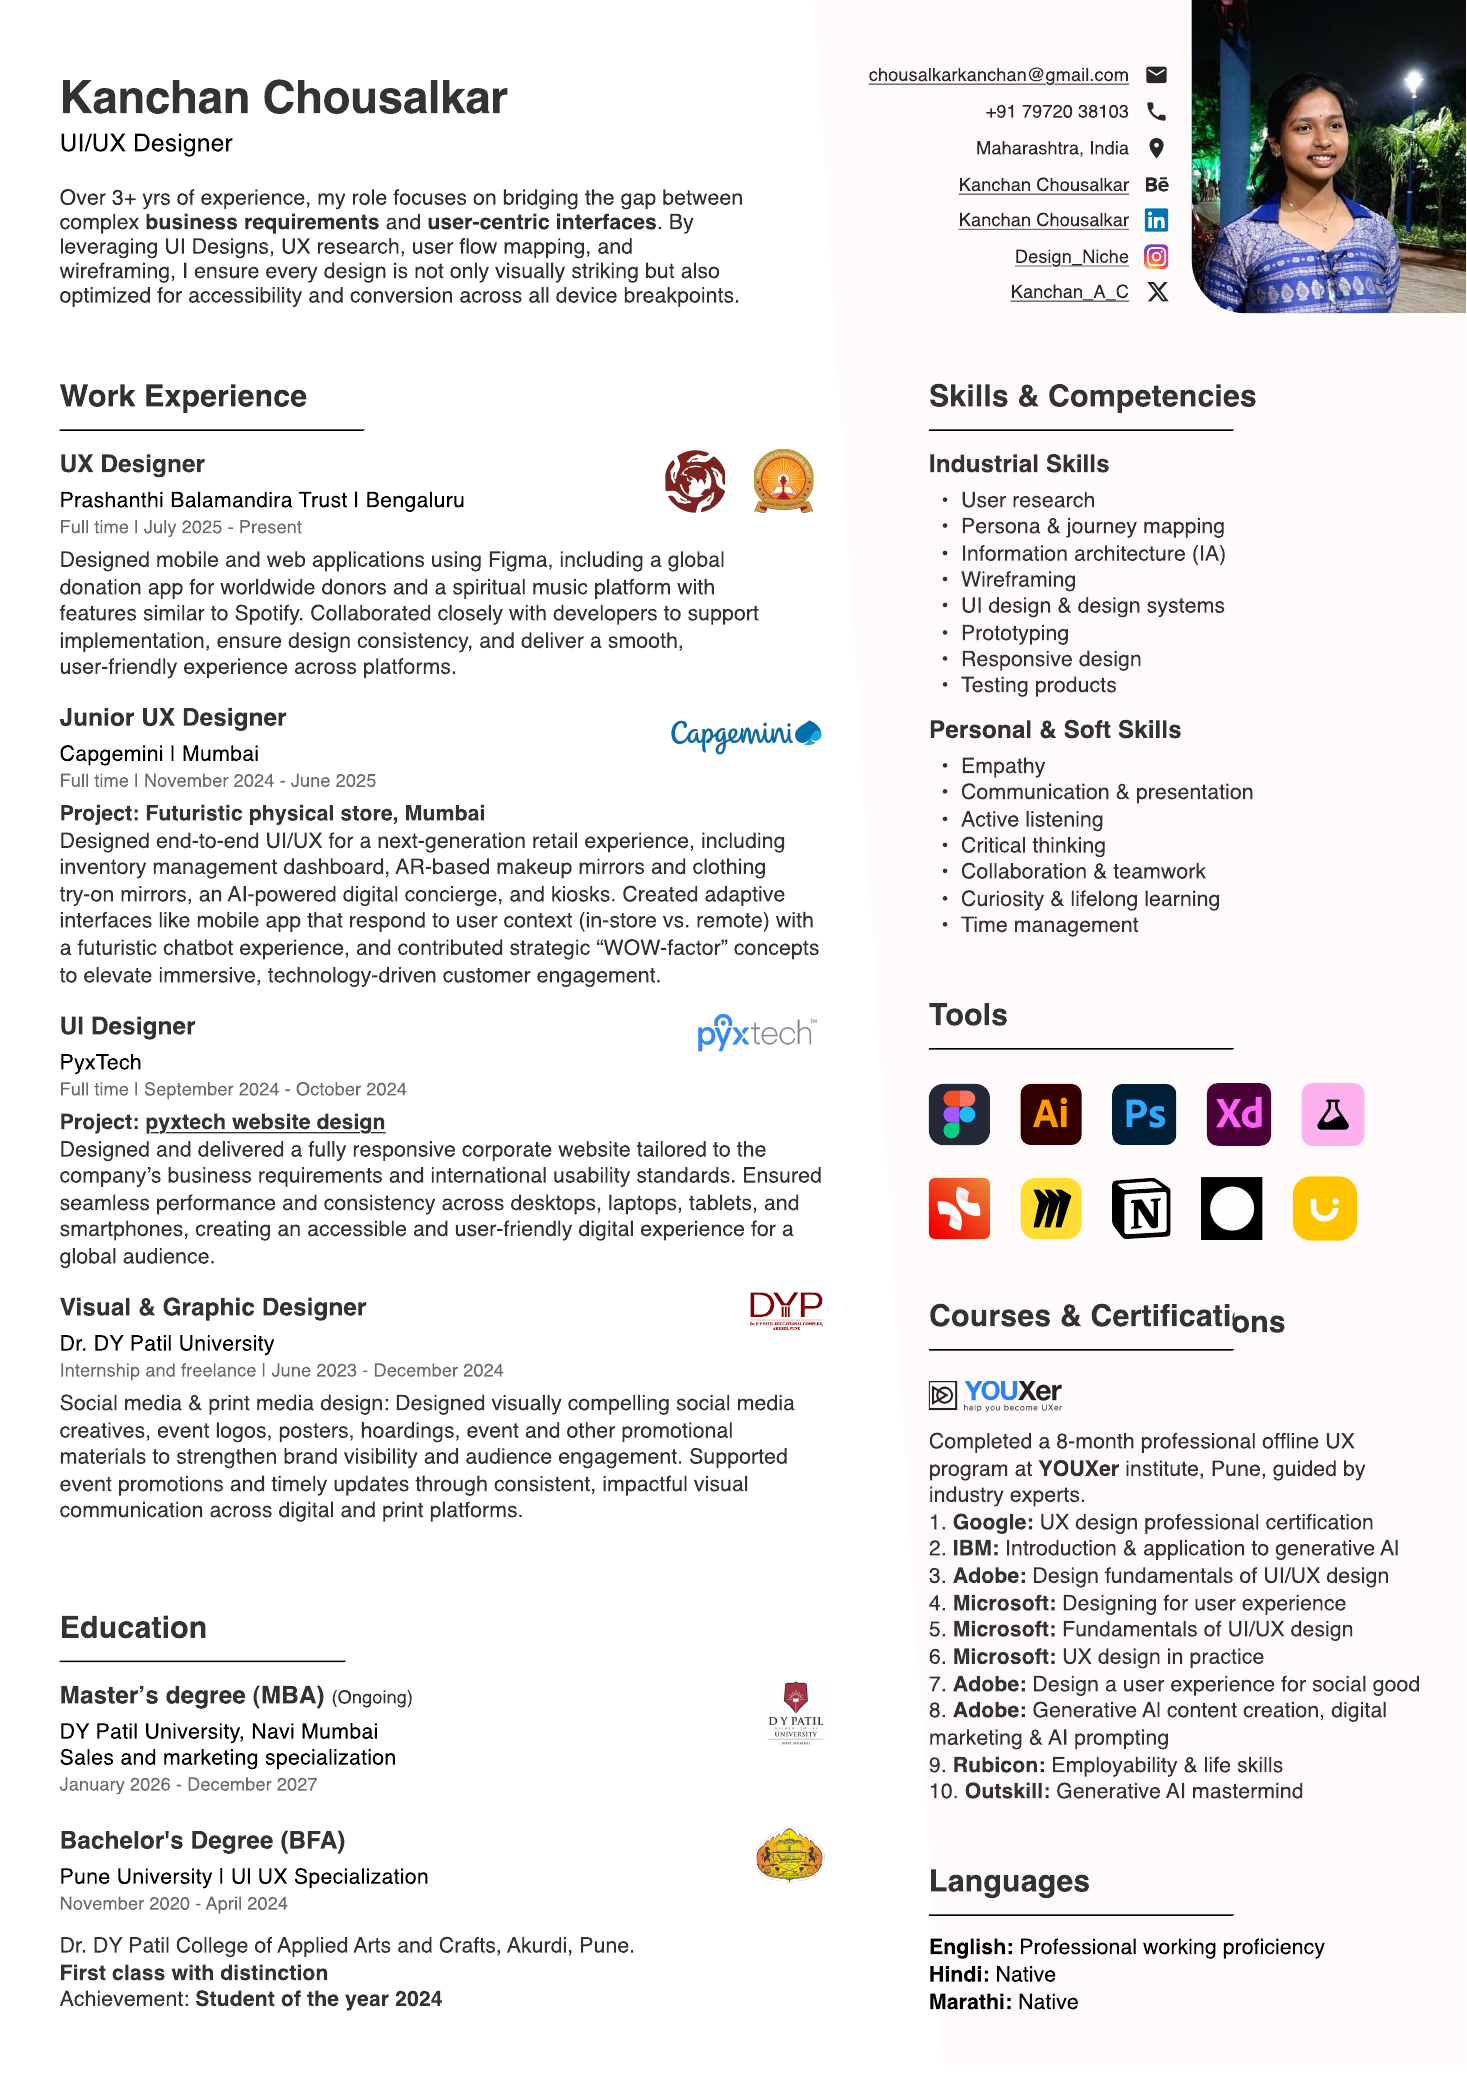 Kanchan Chousalkar
UI/UX Designer
Over 3+ yrs of experience, my role focuses on bridging the gap between
complex business requirements and user-centric interfaces. By
leveraging UI Designs, UX research, user flow mapping, and
wireframing, I ensure every design is not only visually striking but also
optimized for accessibility and conversion across all device breakpoints.
chousalkarkanchan@gmail.com
+91 79720 38103
Maharashtra, India
Kanchan Chousalkar Bē
Kanchan Chousalkar in
Design_Niche
Kanchan_A_C X
Work Experience
UX Designer
Prashanthi Balamandira Trust | Bengaluru
Full time | July 2025 - Present
Designed mobile and web applications using Figma, including a global
donation app for worldwide donors and a spiritual music platform with
features similar to Spotify. Collaborated closely with developers to support
implementation, ensure design consistency, and deliver a smooth,
user-friendly experience across platforms.
Junior UX Designer
Capgemini
Capgemini | Mumbai
Full time | November 2024 - June 2025
Project: Futuristic physical store, Mumbai
Designed end-to-end UI/UX for a next-generation retail experience, including
inventory management dashboard, AR-based makeup mirrors and clothing
try-on mirrors, an AI-powered digital concierge, and kiosks. Created adaptive
interfaces like mobile app that respond to user context (in-store vs. remote) with
a futuristic chatbot experience, and contributed strategic “WOW-factor” concepts
to elevate immersive, technology-driven customer engagement.
UI Designer
pyxtech™
PyxTech
Full time | September 2024 - October 2024
Project: pyxtech website design
Designed and delivered a fully responsive corporate website tailored to the
company’s business requirements and international usability standards. Ensured
seamless performance and consistency across desktops, laptops, tablets, and
smartphones, creating an accessible and user-friendly digital experience for a
global audience.
Visual & Graphic Designer
DYP
Dr. D Y PATIL EDUCATIONAL COMPLEX,
AKURDI, PUNE
Dr. DY Patil University
Internship and freelance | June 2023 - December 2024
Social media & print media design: Designed visually compelling social media
creatives, event logos, posters, hoardings, event and other promotional
materials to strengthen brand visibility and audience engagement. Supported
event promotions and timely updates through consistent, impactful visual
communication across digital and print platforms.
Education
Master’s degree (MBA) (Ongoing)
D Y PATIL
UNIVERSITY
NAVI MUMBAI
DY Patil University, Navi Mumbai
Sales and marketing specialization
January 2026 - December 2027
Bachelor's Degree (BFA)
Pune University | UI UX Specialization
November 2020 - April 2024
Dr. DY Patil College of Applied Arts and Crafts, Akurdi, Pune.
First class with distinction
Achievement: Student of the year 2024
Skills & Competencies
Industrial Skills
• User research
• Persona & journey mapping
• Information architecture (IA)
• Wireframing
• UI design & design systems
• Prototyping
• Responsive design
• Testing products
Personal & Soft Skills
• Empathy
• Communication & presentation
• Active listening
• Critical thinking
• Collaboration & teamwork
• Curiosity & lifelong learning
• Time management
Tools
Ai Ps Xd
N
Courses & Certifications
YOUXer
help you become UXer
Completed a 8-month professional offline UX
program at YOUXer institute, Pune, guided by
industry experts.
1. Google: UX design professional certification
2. IBM: Introduction & application to generative AI
3. Adobe: Design fundamentals of UI/UX design
4. Microsoft: Designing for user experience
5. Microsoft: Fundamentals of UI/UX design
6. Microsoft: UX design in practice
7. Adobe: Design a user experience for social good
8. Adobe: Generative AI content creation, digital
marketing & AI prompting
9. Rubicon: Employability & life skills
10. Outskill: Generative AI mastermind
Languages
English: Professional working proficiency
Hindi: Native
Marathi: Native